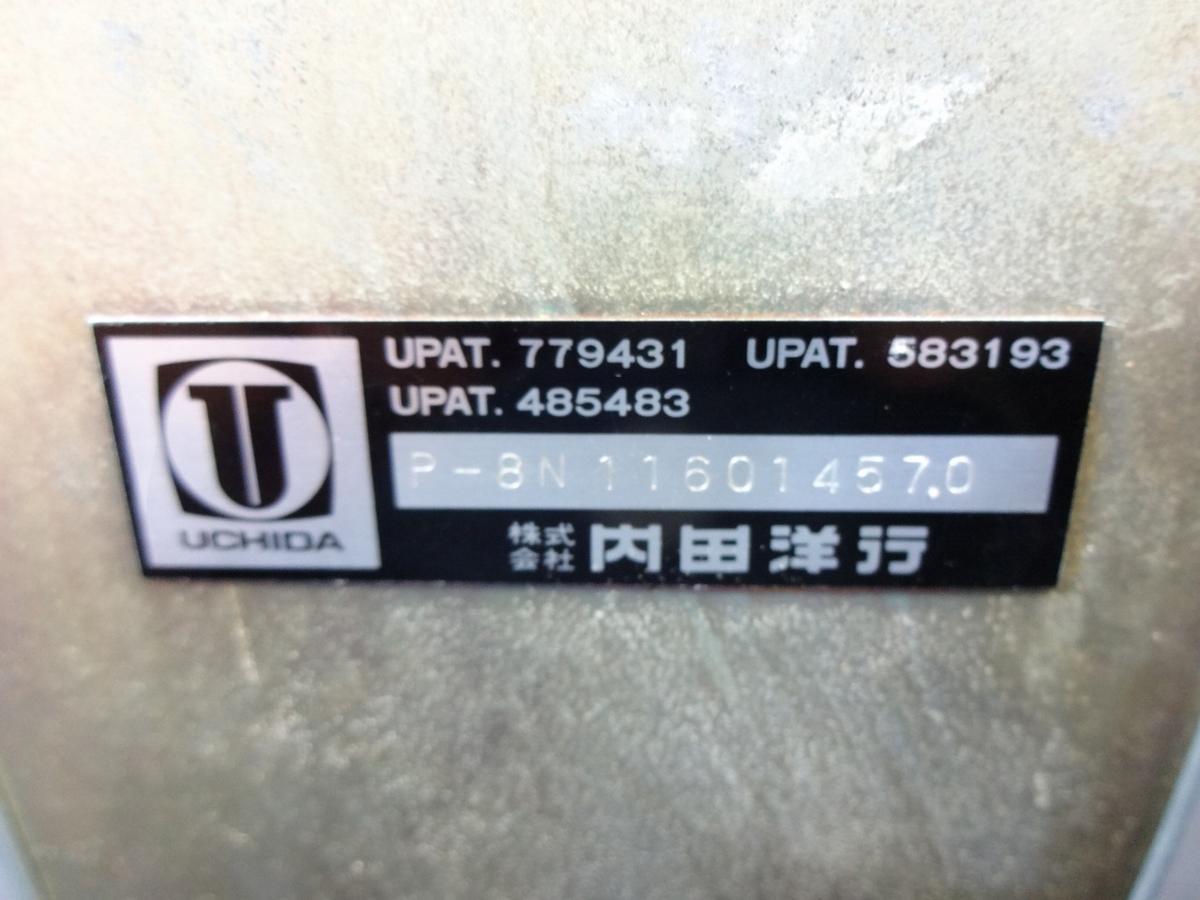 U
UCHIDA
UPAT. 779431 UPAT. 583193
UPAT. 485483
P-8N 116014570
株式会社 内田洋行